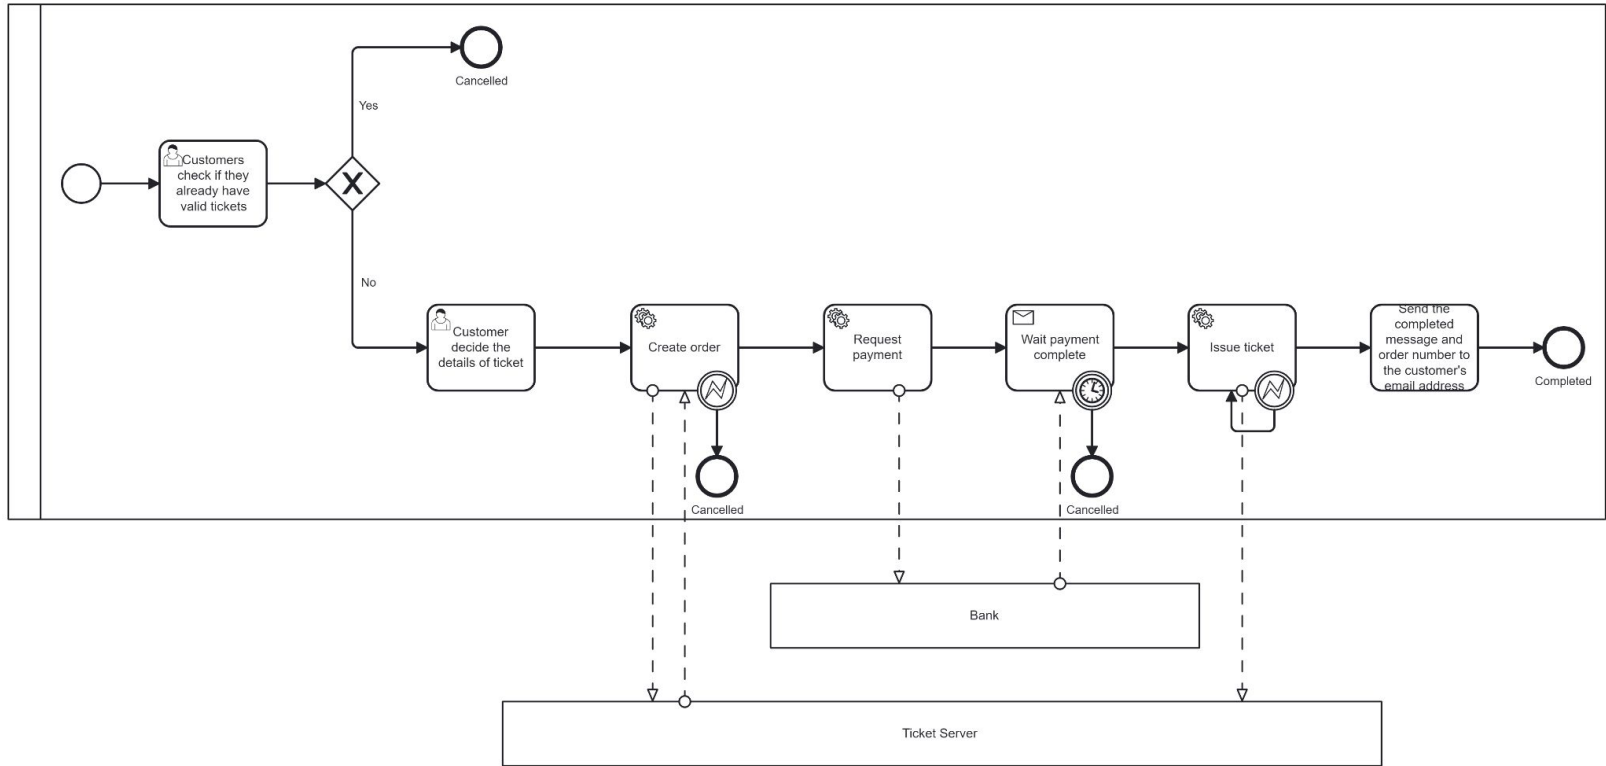 Cancelled
Yes
Customers
check if they
already have
valid tickets
X
No
Customer
decide the
details of ticket
Create order
Request
payment
Wait payment
complete
Issue ticket
Send the
completed
message and
order number to
the customer's
email address
Completed
Cancelled
Cancelled
Bank
Ticket Server